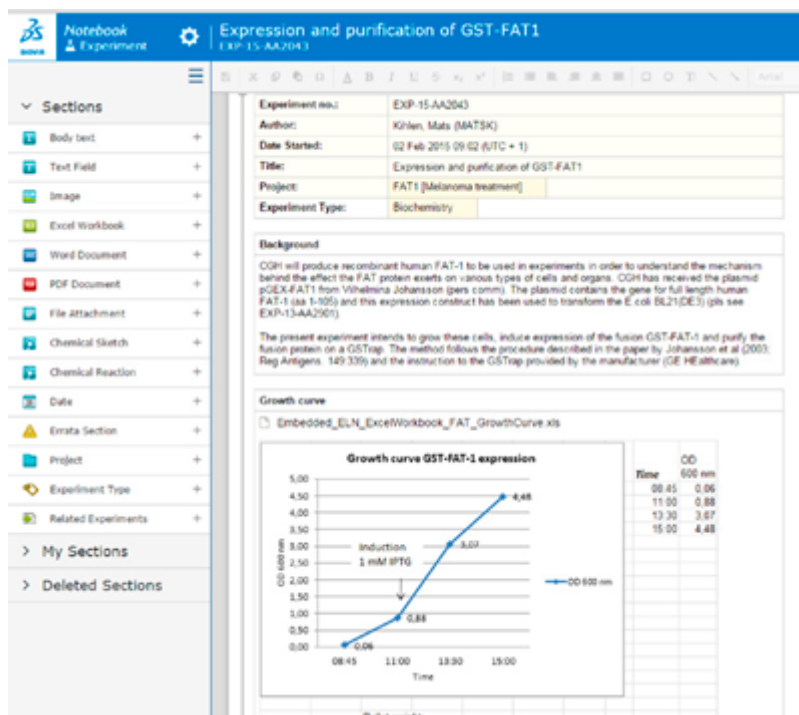 Notebook
Experiment
Expression and purification of GST-FAT1
EXP-15-AA2043
Sections
Body text
Text Field
Image
Excel Workbook
Word Document
PDF Document
File Attachment
Chemical Sketch
Chemical Reaction
Date
Errata Section
Project
Experiment Type
Related Experiments
My Sections
Deleted Sections
Arial
Experiment no.: EXP-15-AA2043
Author: Kihlen, Mats (MATSK)
Date Started: 02 Feb 2015 09:02 (UTC + 1)
Title: Expression and purification of GST-FAT1
Project: FAT1 [Melanoma treatment]
Experiment Type: Biochemistry
Background
CGH will produce recombinant human FAT-1 to be used in experiments in order to understand the mechanism
behind the effect the FAT protein exerts on various types of cells and organs. CGH has received the plasmid
pGEX-FAT1 from Vilhelmina Johansson (pers comm). The plasmid contains the gene for full length human
FAT-1 (aa 1-105) and this expression construct has been used to transform the E.coli BL21(DE3) (pls see
EXP-13-AA2901).
The present experiment intends to grow these cells, induce expression of the fusion GST-FAT-1 and purify the
fusion protein on a GSTrap. The method follows the procedure described in the paper by Johansson et al (2003;
Reg Antigens. 149:339) and the instruction to the GSTrap provided by the manufacturer (GE HEalthcare).
Growth curve
Embedded_ELN_ExcelWorkbook_FAT_GrowthCurve.xls
Growth curve GST-FAT-1 expression
5,00
4,50
4,00
3,50
3,00
2,50
2,00
1,50
1,00
0,50
0,00
OD 600 nm
Induction
1 mM IPTG
0,06
0,88
3,07
4,48
OD 600 nm
08:45 11:00 13:30 15:00
Time
OD
Time 600 nm
08:45 0,06
11:00 0,88
13:30 3,07
15:00 4,48